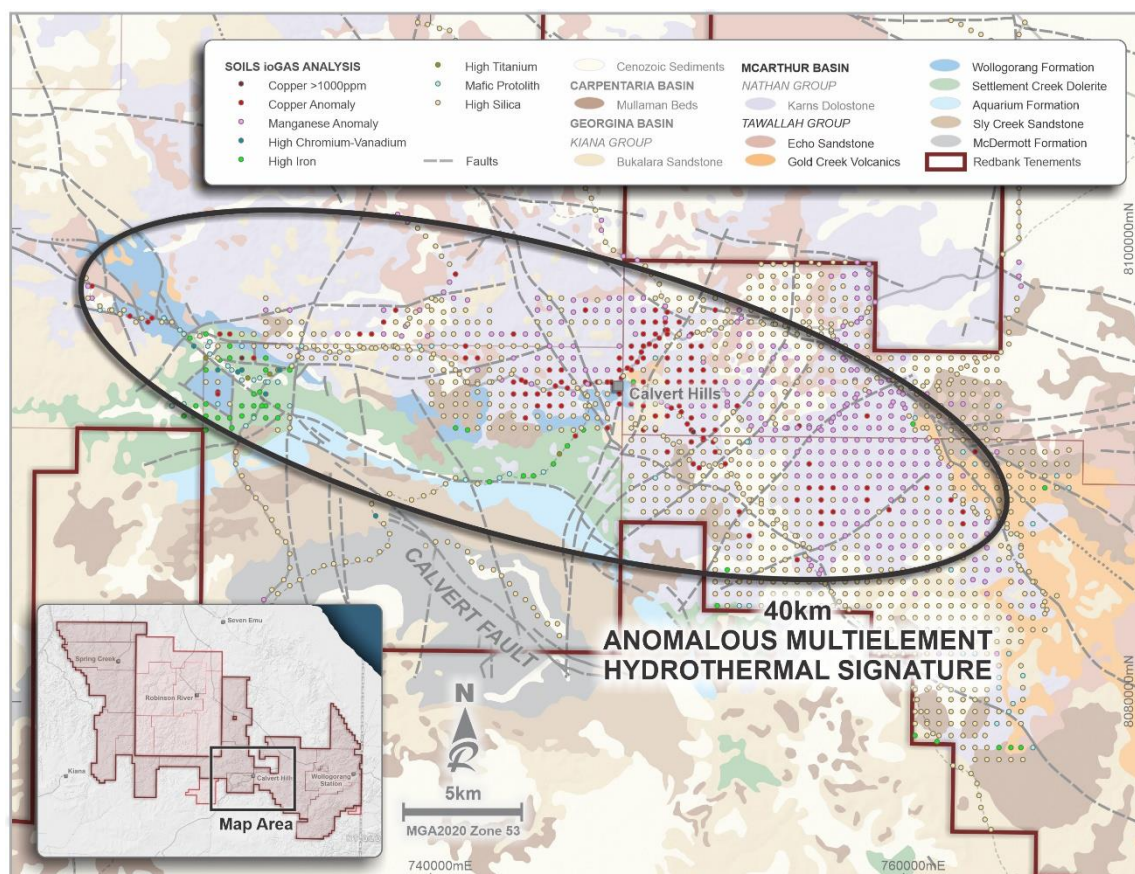 SOILS ioGAS ANALYSIS
Copper >1000ppm
Copper Anomaly
Manganese Anomaly
High Chromium-Vanadium
High Iron
High Titanium
Mafic Protolith
High Silica
Faults
Cenozoic Sediments
CARPENTARIA BASIN
Mullaman Beds
GEORGINA BASIN
KIANA GROUP
Bukalara Sandstone
MCARTHUR BASIN
NATHAN GROUP
Karns Dolostone
TAWALLAH GROUP
Echo Sandstone
Gold Creek Volcanics
Wollogorang Formation
Settlement Creek Dolerite
Aquarium Formation
Sly Creek Sandstone
McDermott Formation
Redbank Tenements
8100000mN
Calvert Hills
CALVERT FAULT
40km
ANOMALOUS MULTIELEMENT
HYDROTHERMAL SIGNATURE
8080000mN
N
5km
MGA2020 Zone 53
740000mE
760000mE
Seven Emu
Spring Creek
Robinson River
Kiana
Calvert Hills
Wollogorang
Station
Map Area